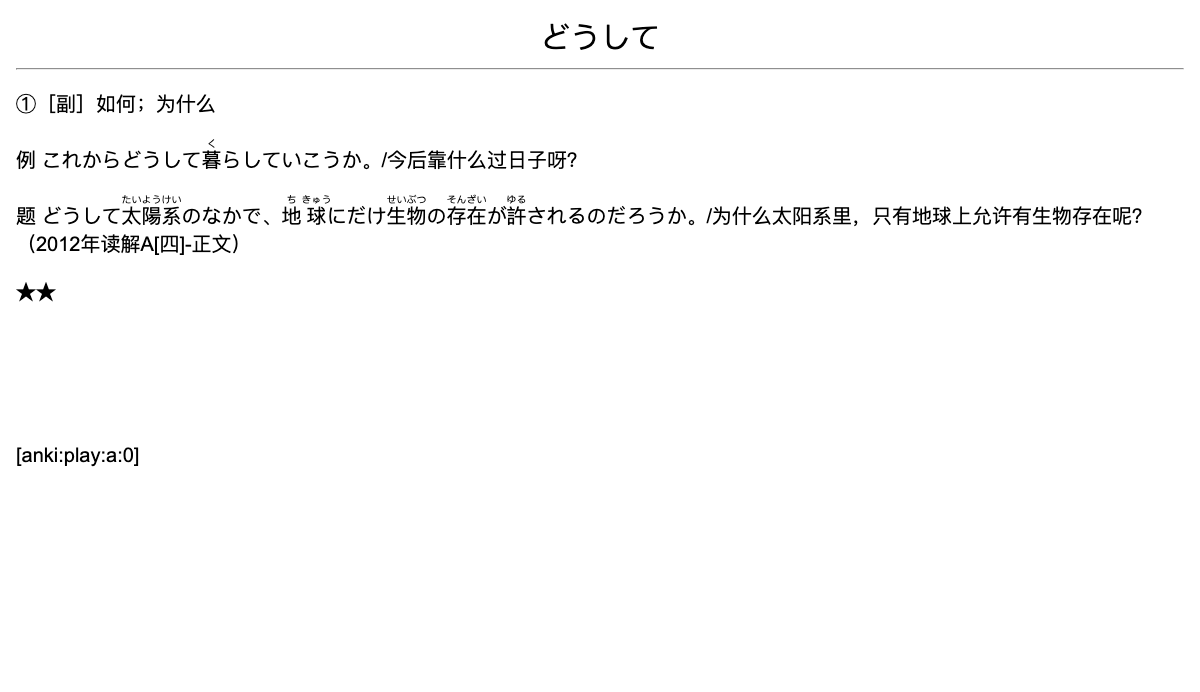 どうして
①［副］如何；为什么
く
例 これからどうして暮らしていこうか。/今后靠什么过日子呀?
たいようけい ち きゅう せいぶつ そんざい ゆる
题 どうして太陽系のなかで、地球にだけ生物の存在が許されるのだろうか。/为什么太阳系里，只有地球上允许有生物存在呢?
（2012年读解A[四]-正文）
★★
[anki:play:a:0]